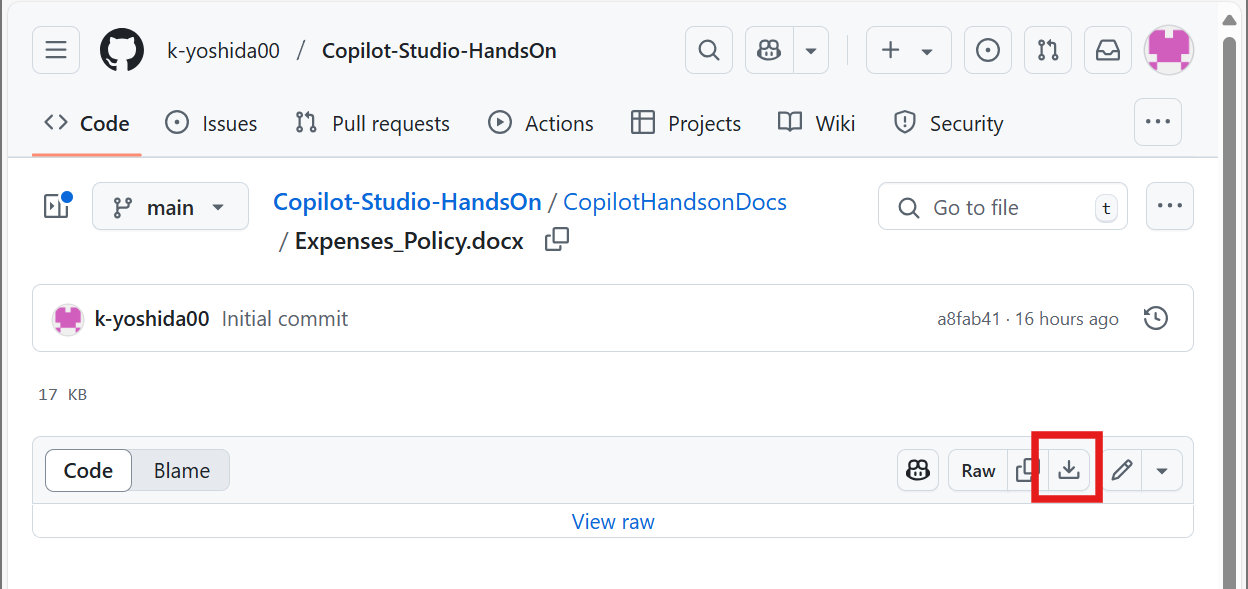 k-yoshida00 / Copilot-Studio-HandsOn
Code Issues Pull requests Actions Projects Wiki Security
main Copilot-Studio-HandsOn / CopilotHandsonDocs Go to file t
/ Expenses_Policy.docx
k-yoshida00 Initial commit a8fab41 · 16 hours ago
17 KB
Code Blame Raw
View raw